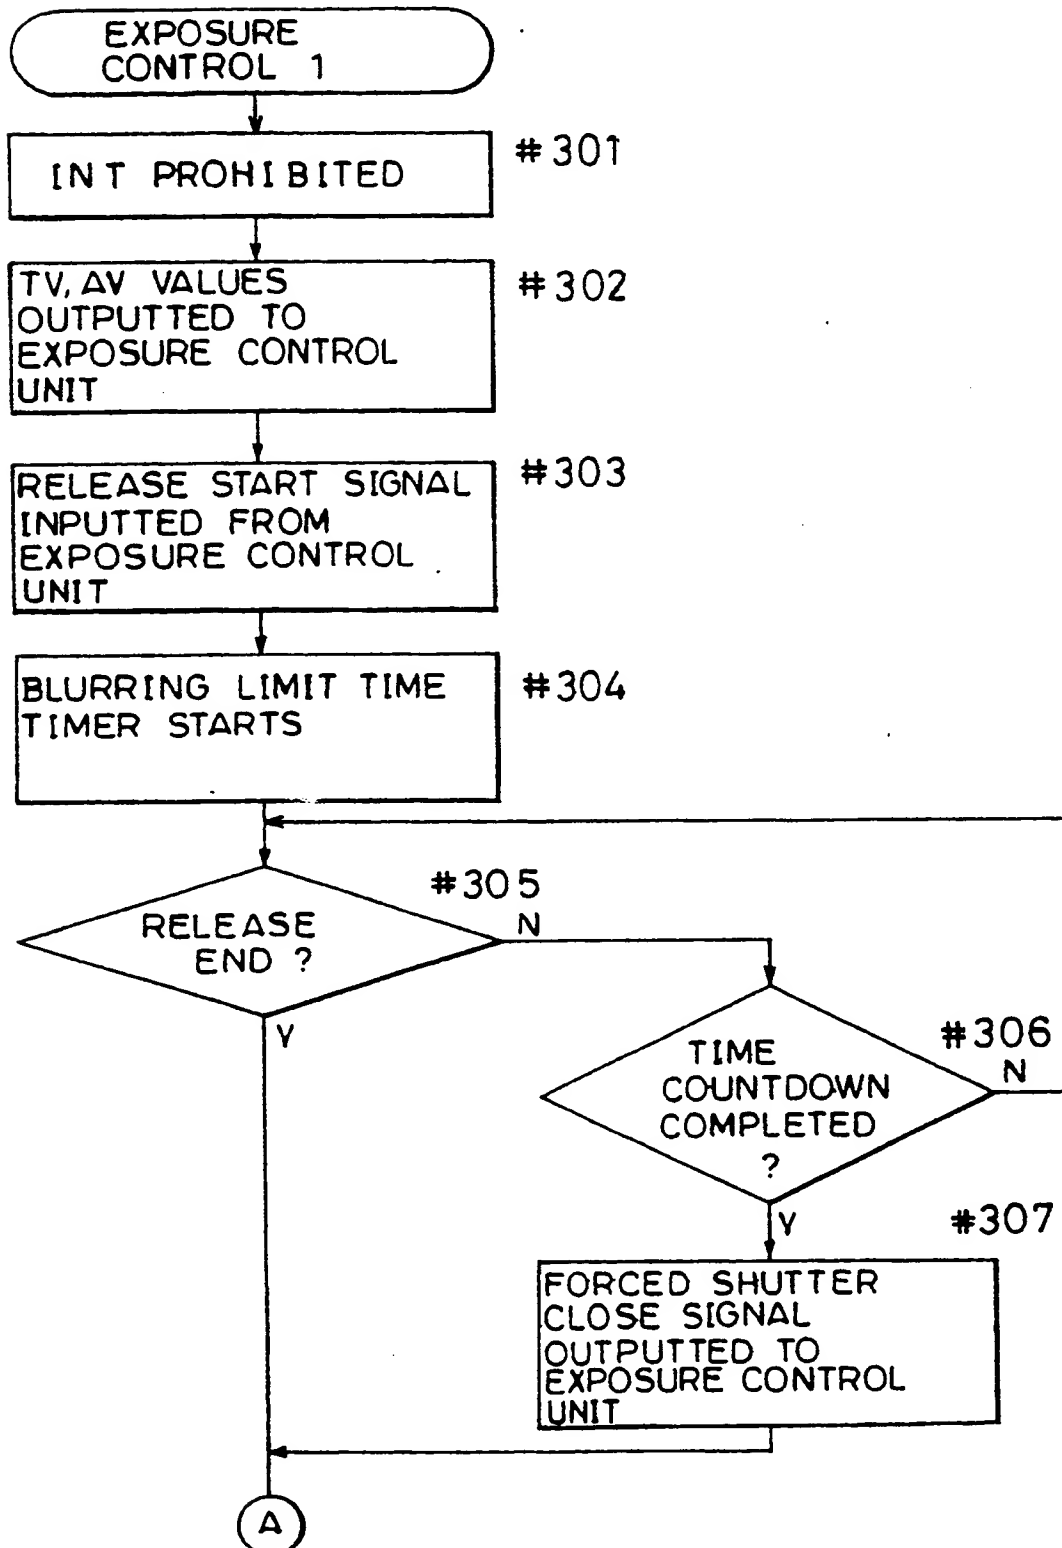 EXPOSURE
CONTROL 1
INT PROHIBITED
#301
TV, AV VALUES
OUTPUTTED TO
EXPOSURE CONTROL
UNIT
#302
RELEASE START SIGNAL
INPUTTED FROM
EXPOSURE CONTROL
UNIT
#303
BLURRING LIMIT TIME
TIMER STARTS
#304
#305
RELEASE
END ?
N
Y
#306
TIME
COUNTDOWN
COMPLETED
?
N
Y
#307
FORCED SHUTTER
CLOSE SIGNAL
OUTPUTTED TO
EXPOSURE CONTROL
UNIT
A